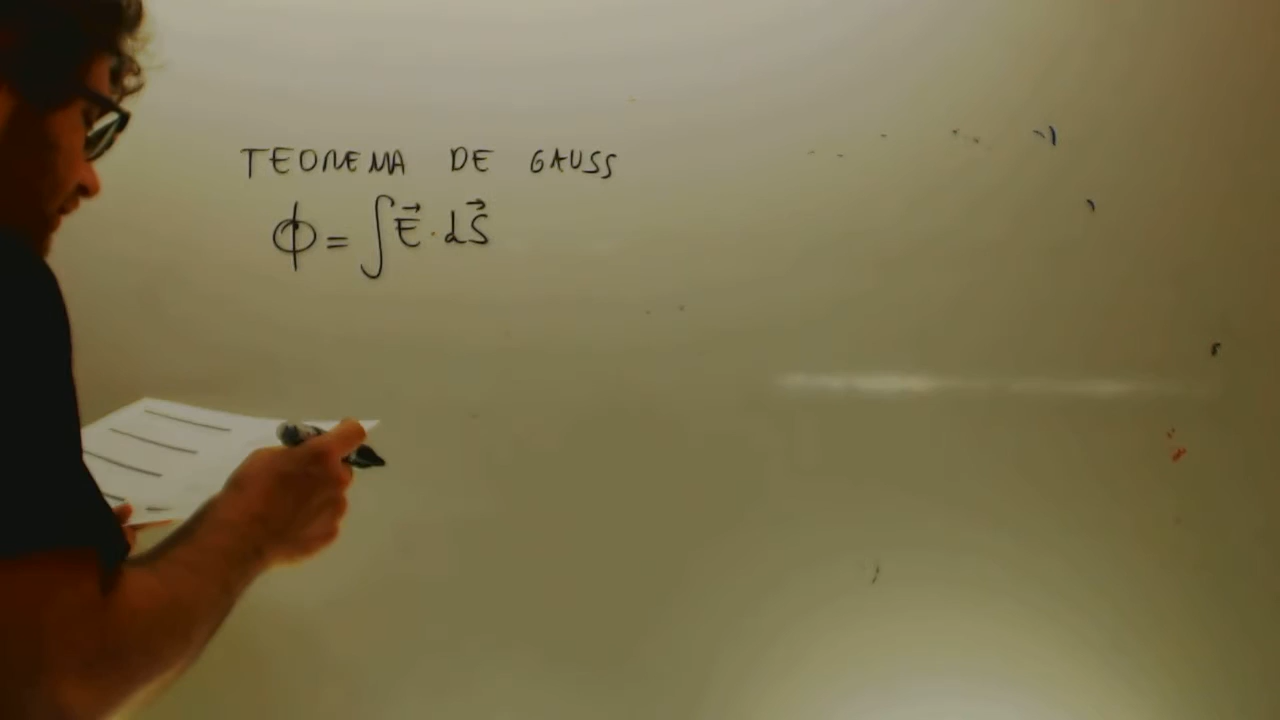 TEOREMA DE GAUSS
ϕ = ∫ E⃗ · dS⃗